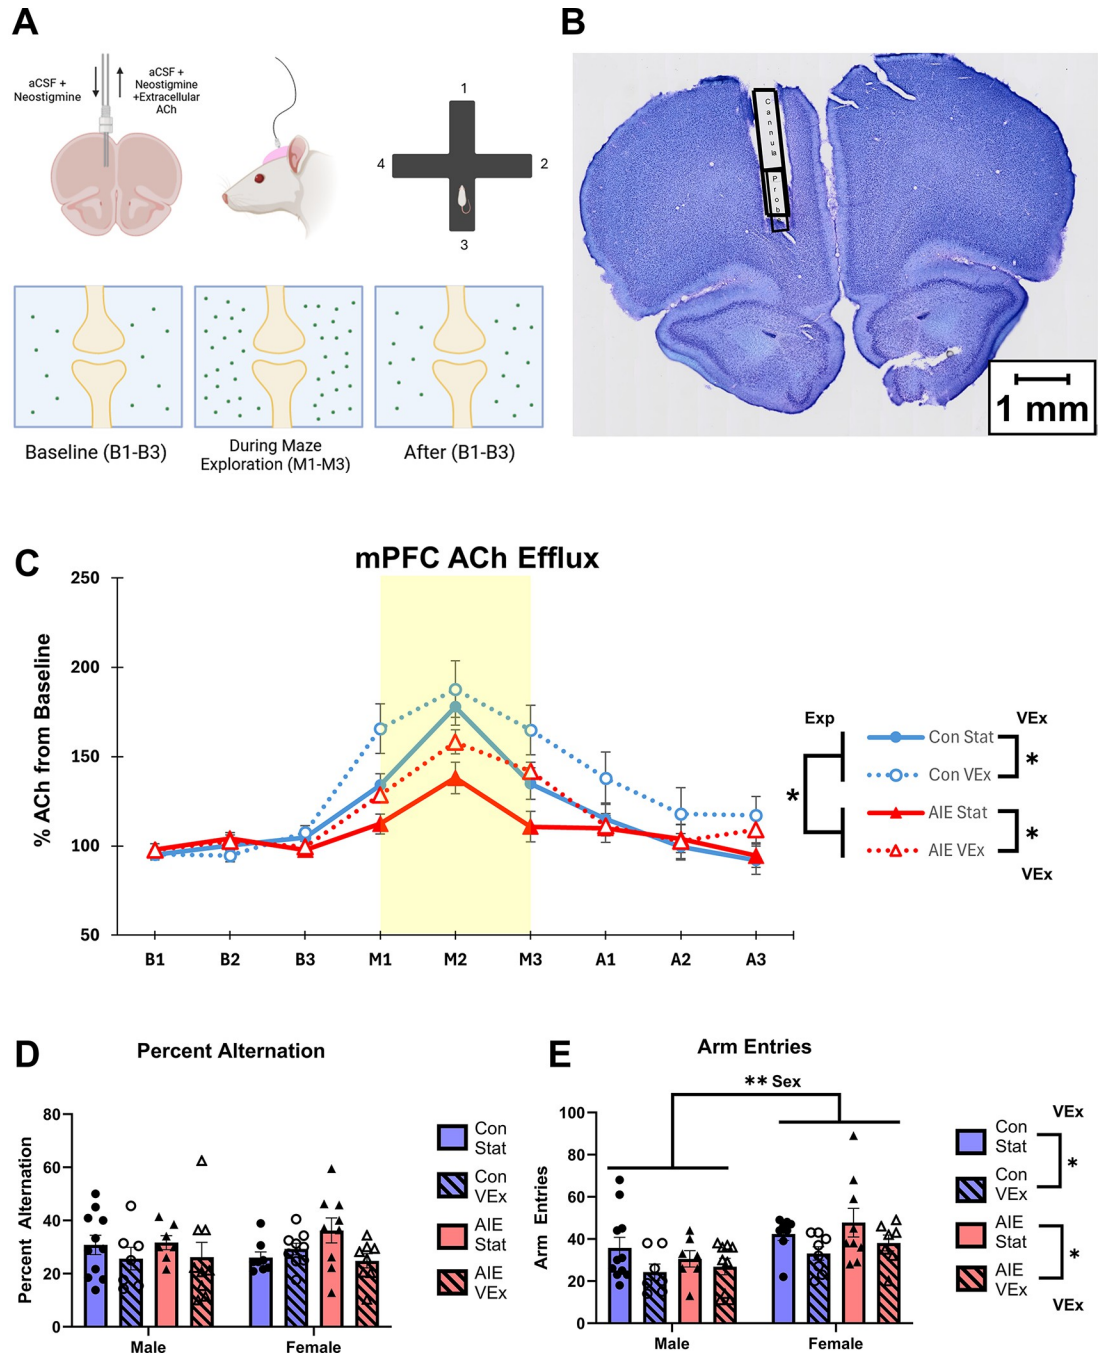 A
aCSF +
Neostigmine
aCSF +
Neostigmine
+Extracellular
ACh
1
2
3
4
Baseline (B1-B3)
During Maze
Exploration (M1-M3)
After (B1-B3)
B
Cannula
Prob
1 mm
C
mPFC ACh Efflux
% ACh from Baseline
250
200
150
100
50
B1 B2 B3 M1 M2 M3 A1 A2 A3
Exp
VEx
Con Stat
Con VEx
AIE Stat
AIE VEx
*
*
*
VEx
D
Percent Alternation
Percent Alternation
80
60
40
20
0
Male Female
Con
Stat
Con
VEx
AIE
Stat
AIE
VEx
E
Arm Entries
** Sex
Arm Entries
100
80
60
40
20
0
Male Female
VEx
Con
Stat
Con
VEx
AIE
Stat
AIE
VEx
*
*
VEx